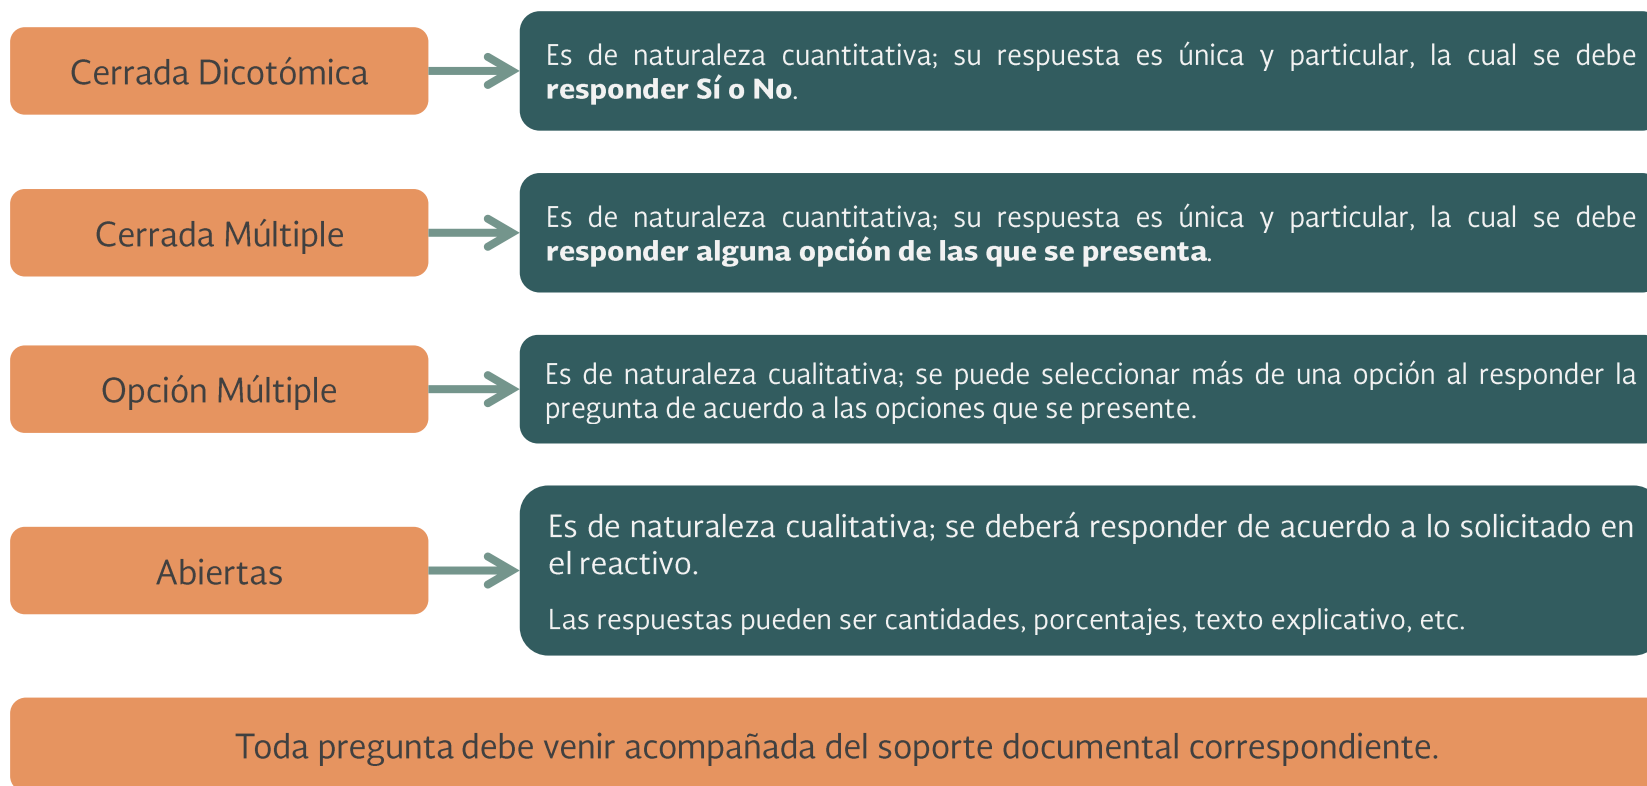 Cerrada Dicotómica
Es de naturaleza cuantitativa; su respuesta es única y particular, la cual se debe
responder Sí o No.
Cerrada Múltiple
Es de naturaleza cuantitativa; su respuesta es única y particular, la cual se debe
responder alguna opción de las que se presenta.
Opción Múltiple
Es de naturaleza cualitativa; se puede seleccionar más de una opción al responder la
pregunta de acuerdo a las opciones que se presente.
Abiertas
Es de naturaleza cualitativa; se deberá responder de acuerdo a lo solicitado en
el reactivo.
Las respuestas pueden ser cantidades, porcentajes, texto explicativo, etc.
Toda pregunta debe venir acompañada del soporte documental correspondiente.